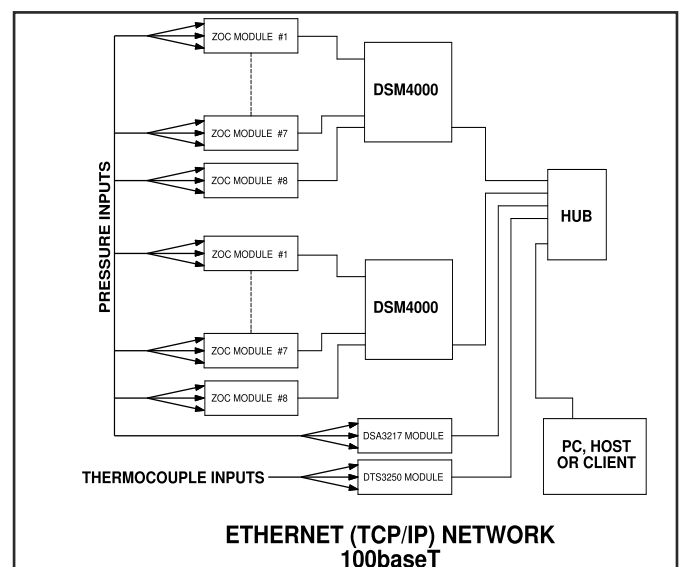 ZOC MODULE #1
DSM4000
ZOC MODULE #7
ZOC MODULE #8
HUB
PRESSURE INPUTS
ZOC MODULE #1
DSM4000
ZOC MODULE #7
ZOC MODULE #8
DSA3217 MODULE
PC, HOST
OR CLIENT
THERMOCOUPLE INPUTS
DTS3250 MODULE
ETHERNET (TCP/IP) NETWORK
100baseT